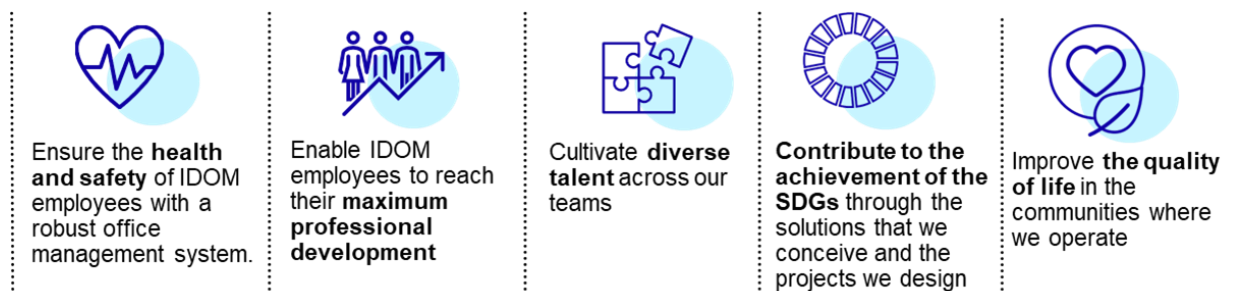 Ensure the health
and safety of IDOM
employees with a
robust office
management system.
Enable IDOM
employees to reach
their maximum
professional
development
Cultivate diverse
talent across our
teams
Contribute to the
achievement of the
SDGs through the
solutions that we
conceive and the
projects we design
Improve the quality
of life in the
communities where
we operate